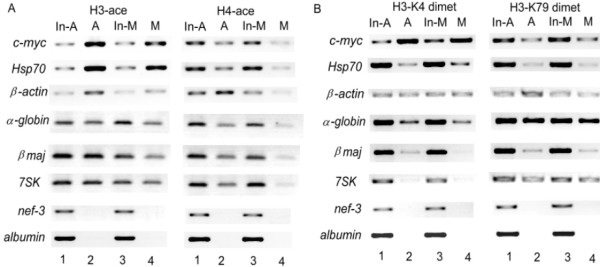 A
H3-ace
H4-ace
In-A A In-M M
In-A A In-M M
c-myc
Hsp70
β-actin
α-globin
β maj
7SK
nef-3
albumin
1 2 3 4
1 2 3 4
B
H3-K4 dimet
H3-K79 dimet
In-A A In-M M
In-A A In-M M
c-myc
Hsp70
β-actin
α-globin
β maj
7SK
nef-3
albumin
1 2 3 4
1 2 3 4